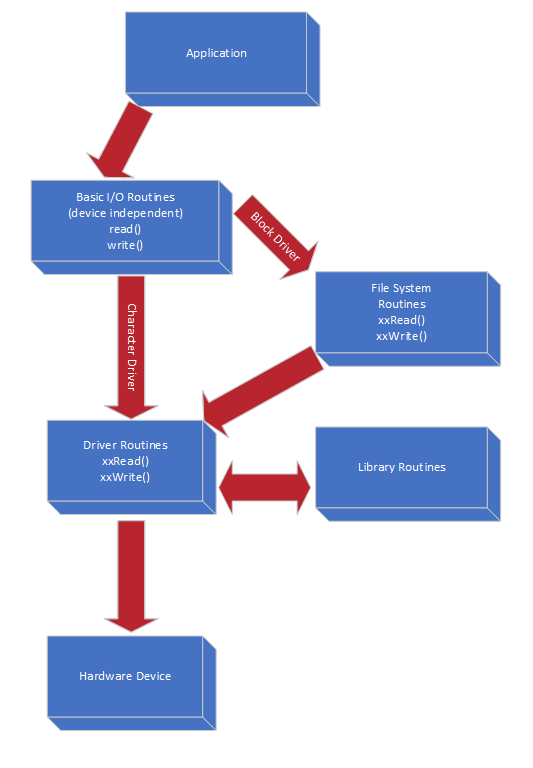 Application
Basic I/O Routines
(device independent)
read()
write()
Block Driver
File System
Routines
xxRead()
xxWrite()
Character Driver
Driver Routines
xxRead()
xxWrite()
Library Routines
Hardware Device